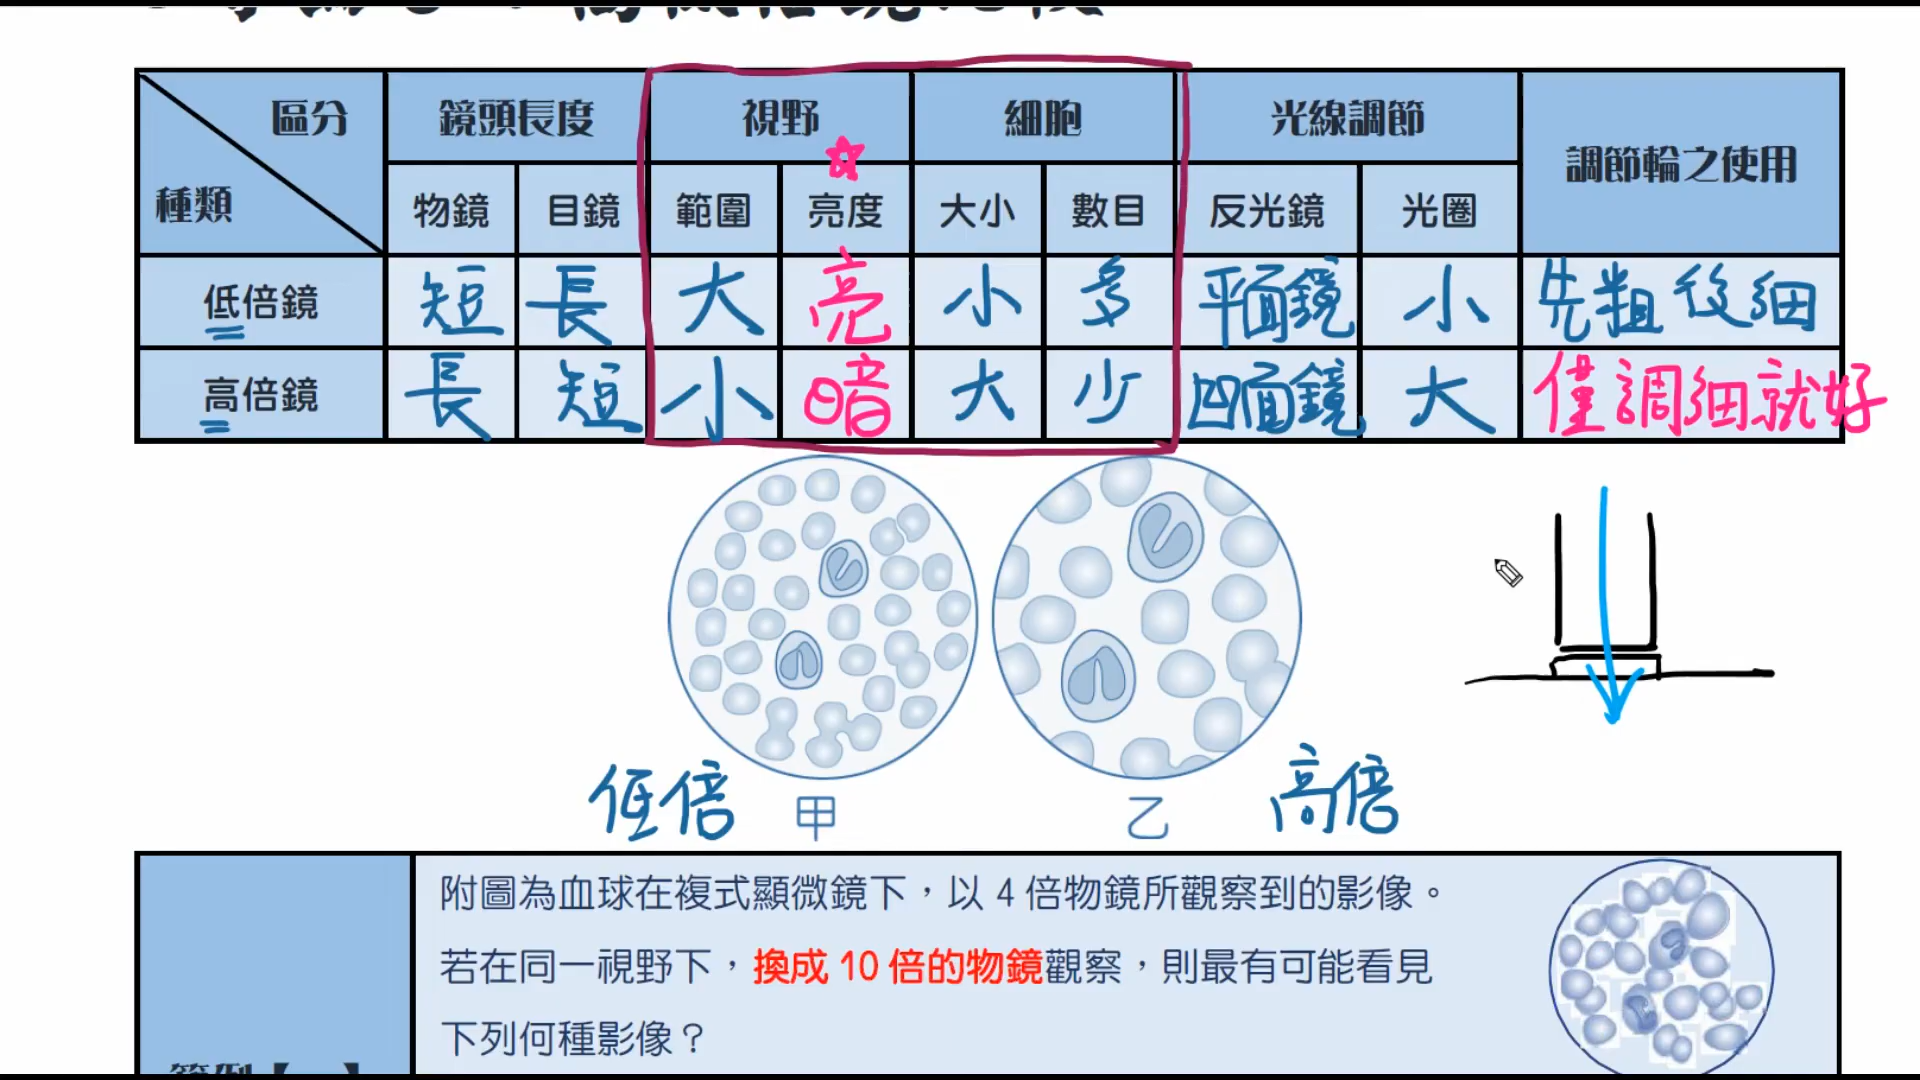 區分 鏡頭長度 視野 細胞 光線調節 調節輪之使用
種類 物鏡 目鏡 範圍 亮度 大小 數目 反光鏡 光圈
低倍鏡 短 長 大 亮 小 多 平面鏡 小 先粗後細
高倍鏡 長 短 小 暗 大 少 凹面鏡 大 僅調細就好
低倍 甲 乙 高倍
附圖為血球在複式顯微鏡下，以 4 倍物鏡所觀察到的影像。
若在同一視野下，換成 10 倍的物鏡觀察，則最有可能看見
下列何種影像？